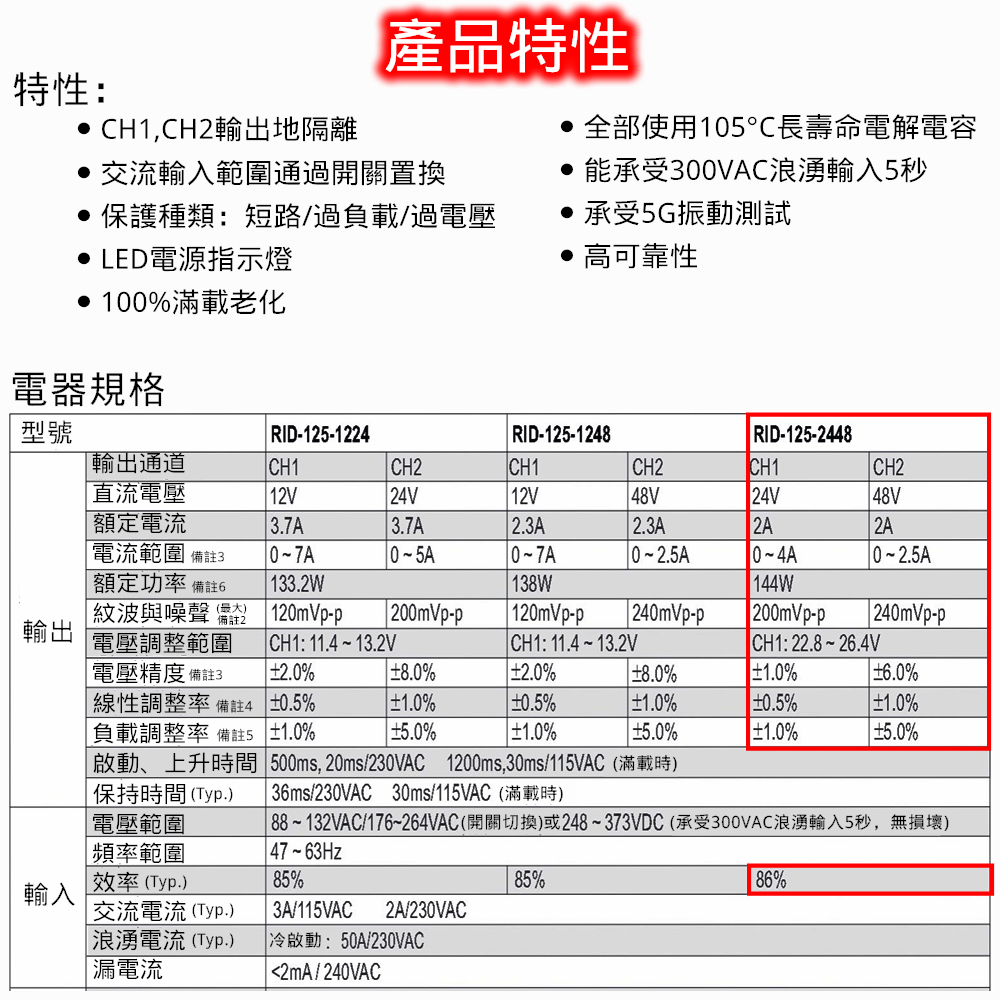 產品特性
特性：
• CH1,CH2輸出地隔離
• 交流輸入範圍通過開關置換
• 保護種類：短路/過負載/過電壓
• LED電源指示燈
• 100%滿載老化
• 全部使用105°C長壽命電解電容
• 能承受300VAC浪湧輸入5秒
• 承受5G振動測試
• 高可靠性
電器規格
型號 RID-125-1224 RID-125-1248 RID-125-2448
輸出
輸出通道 CH1 CH2 CH1 CH2 CH1 CH2
直流電壓 12V 24V 12V 48V 24V 48V
額定電流 3.7A 3.7A 2.3A 2.3A 2A 2A
電流範圍 備註3 0~7A 0~5A 0~7A 0~2.5A 0~4A 0~2.5A
額定功率 備註6 133.2W 138W 144W
紋波與噪聲 (最大) 備註2 120mVp-p 200mVp-p 120mVp-p 240mVp-p 200mVp-p 240mVp-p
電壓調整範圍 CH1: 11.4 ~ 13.2V CH1: 11.4 ~ 13.2V CH1: 22.8 ~ 26.4V
電壓精度 備註3 ±2.0% ±8.0% ±2.0% ±8.0% ±1.0% ±6.0%
線性調整率 備註4 ±0.5% ±1.0% ±0.5% ±1.0% ±0.5% ±1.0%
負載調整率 備註5 ±1.0% ±5.0% ±1.0% ±5.0% ±1.0% ±5.0%
啟動、上升時間 500ms, 20ms/230VAC 1200ms,30ms/115VAC (滿載時)
保持時間 (Typ.) 36ms/230VAC 30ms/115VAC (滿載時)
輸入
電壓範圍 88 ~ 132VAC/176~264VAC(開關切換)或248 ~ 373VDC (承受300VAC浪湧輸入5秒，無損壞)
頻率範圍 47 ~ 63Hz
效率 (Typ.) 85% 85% 86%
交流電流 (Typ.) 3A/115VAC 2A/230VAC
浪湧電流 (Typ.) 冷啟動：50A/230VAC
漏電流 <2mA / 240VAC